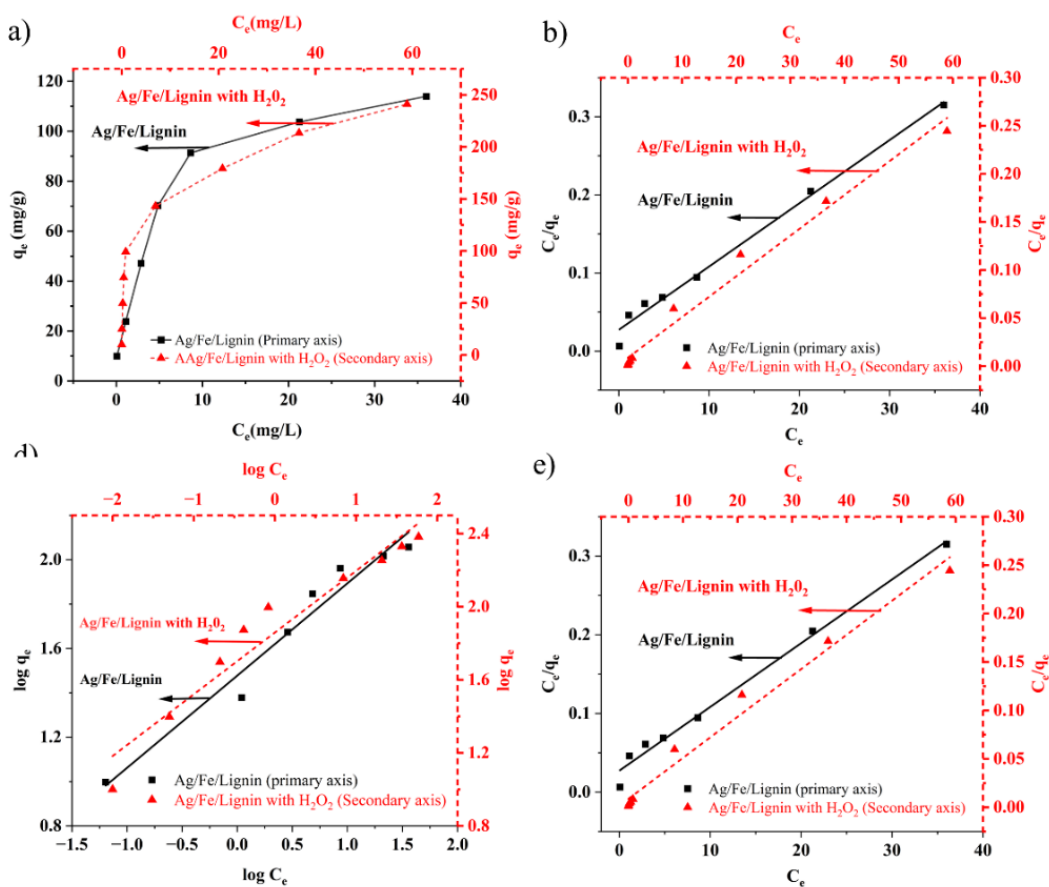 a)
Cₑ(mg/L)
0 20 40 60
120
110
100
90
80
70
60
50
40
30
20
10
0
qₑ (mg/g)
Ag/Fe/Lignin with H₂0₂
Ag/Fe/Lignin
Ag/Fe/Lignin (Primary axis)
AAg/Fe/Lignin with H₂O₂ (Secondary axis)
250
200
150
100
50
0
qₑ (mg/g)
0 10 20 30 40
Cₑ(mg/L)
b)
Cₑ
0 10 20 30 40 50 60
0.3
0.2
0.1
0.0
Cₑ/qₑ
Ag/Fe/Lignin with H₂0₂
Ag/Fe/Lignin
Ag/Fe/Lignin (primary axis)
Ag/Fe/Lignin with H₂O₂ (Secondary axis)
0.30
0.25
0.20
0.15
0.10
0.05
0.00
Cₑ/qₑ
0 10 20 30 40
Cₑ
d)
log Cₑ
−2 −1 0 1 2
2.0
1.6
1.2
0.8
log qₑ
Ag/Fe/Lignin with H₂0₂
Ag/Fe/Lignin
Ag/Fe/Lignin (primary axis)
Ag/Fe/Lignin with H₂O₂ (Secondary axis)
2.4
2.0
1.6
1.2
0.8
log qₑ
−1.5 −1.0 −0.5 0.0 0.5 1.0 1.5 2.0
log Cₑ
e)
Cₑ
0 10 20 30 40 50 60
0.3
0.2
0.1
0.0
Cₑ/qₑ
Ag/Fe/Lignin with H₂0₂
Ag/Fe/Lignin
Ag/Fe/Lignin (primary axis)
Ag/Fe/Lignin with H₂O₂ (Secondary axis)
0.30
0.25
0.20
0.15
0.10
0.05
0.00
Cₑ/qₑ
0 10 20 30 40
Cₑ